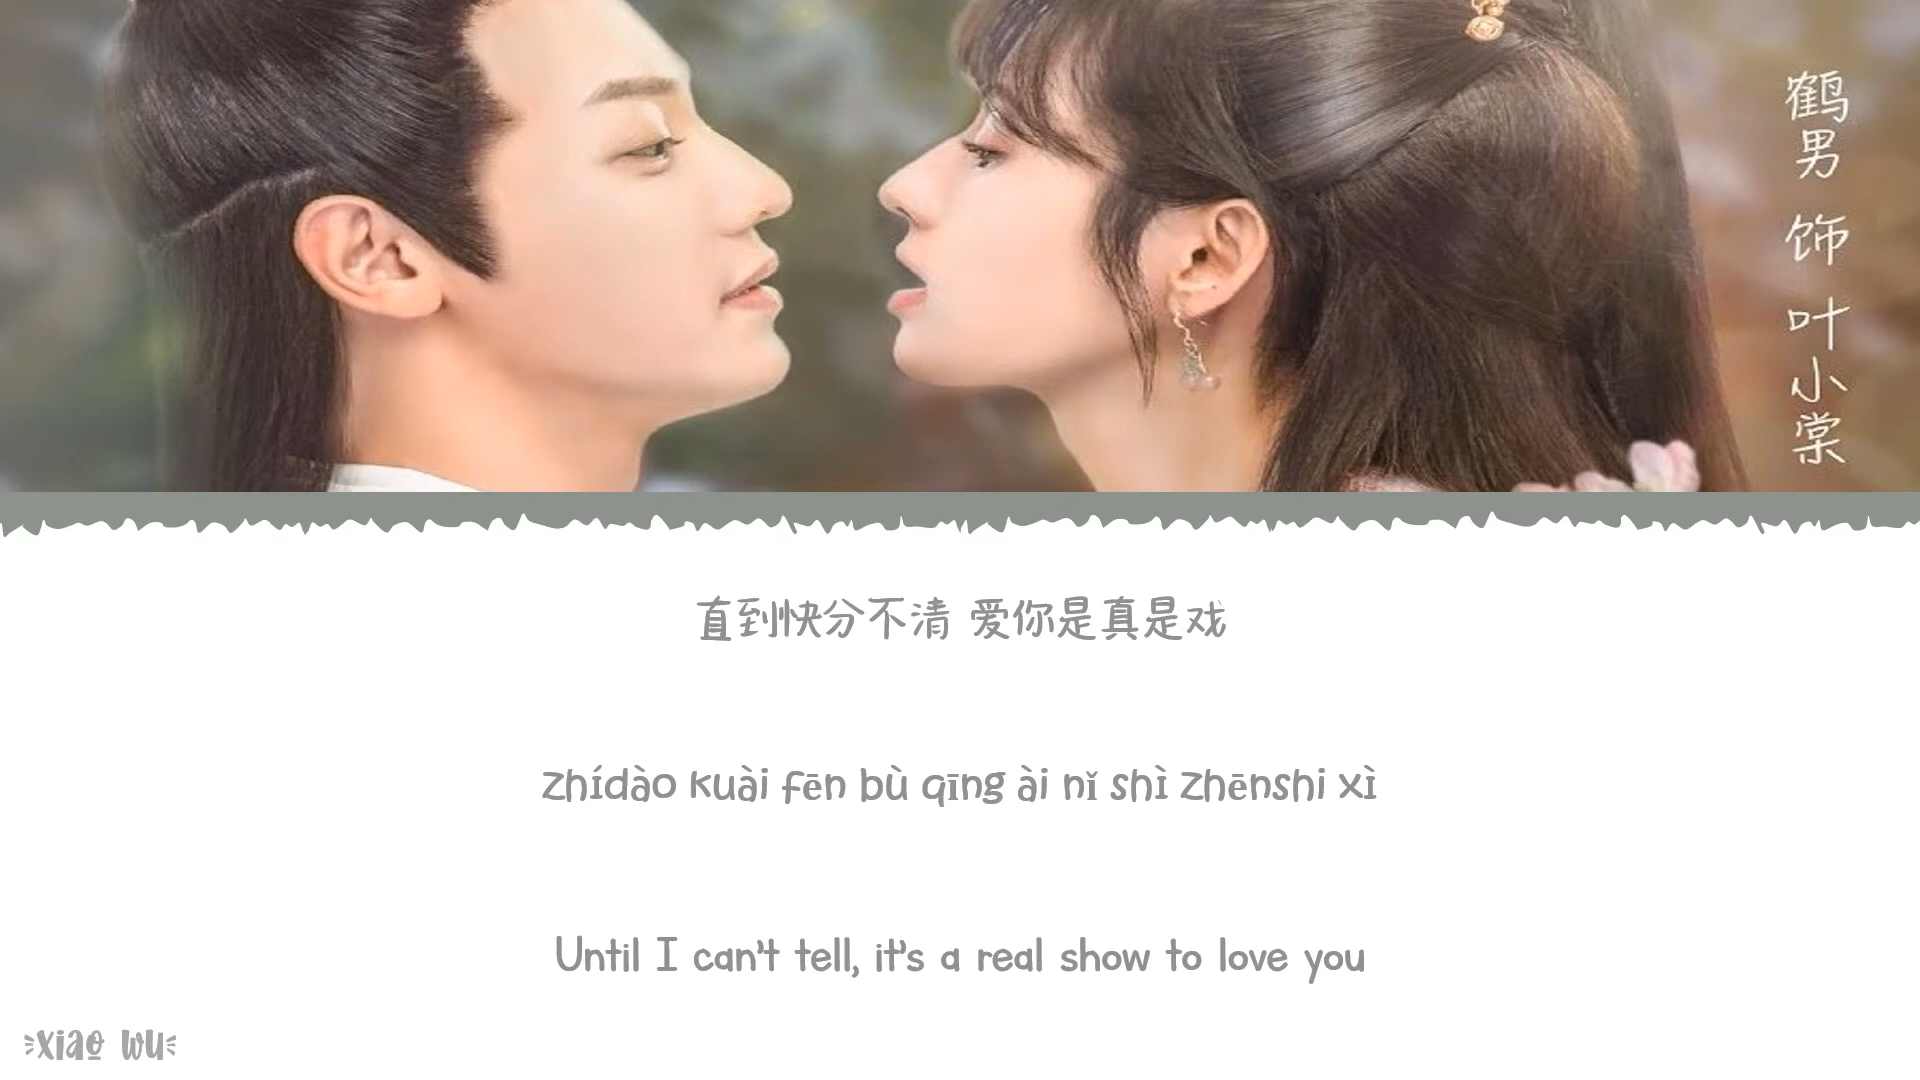 鹤男 饰 叶小棠
直到快分不清 爱你是真是戏
zhídào kuài fēn bù qīng ài nǐ shì zhēnshi xì
Until I can't tell, it's a real show to love you
xiao wu